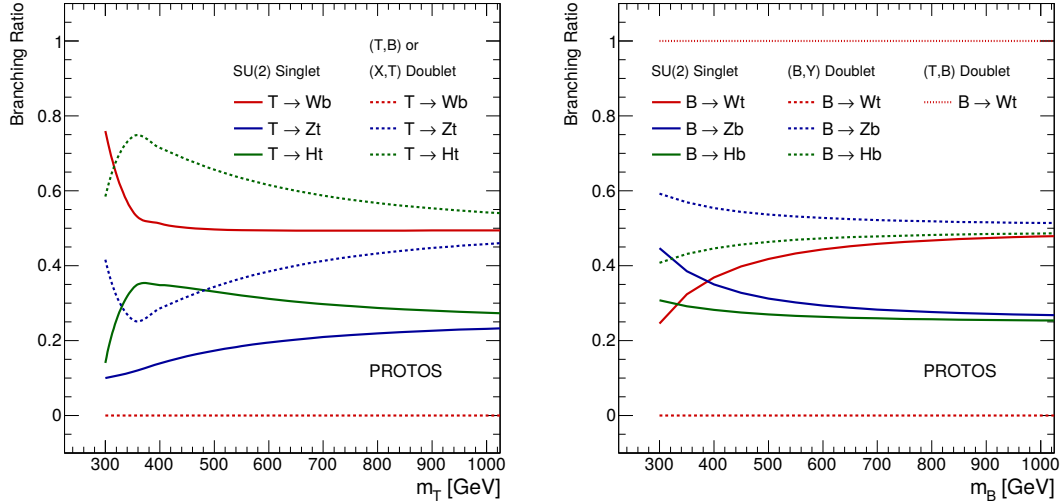 Branching Ratio
1
0.8
0.6
0.4
0.2
0
(T,B) or
SU(2) Singlet (X,T) Doublet
T → Wb T → Wb
T → Zt T → Zt
T → Ht T → Ht
PROTOS
300 400 500 600 700 800 900 1000
m_T [GeV]
Branching Ratio
1
0.8
0.6
0.4
0.2
0
SU(2) Singlet (B,Y) Doublet (T,B) Doublet
B → Wt B → Wt B → Wt
B → Zb B → Zb
B → Hb B → Hb
PROTOS
300 400 500 600 700 800 900 1000
m_B [GeV]